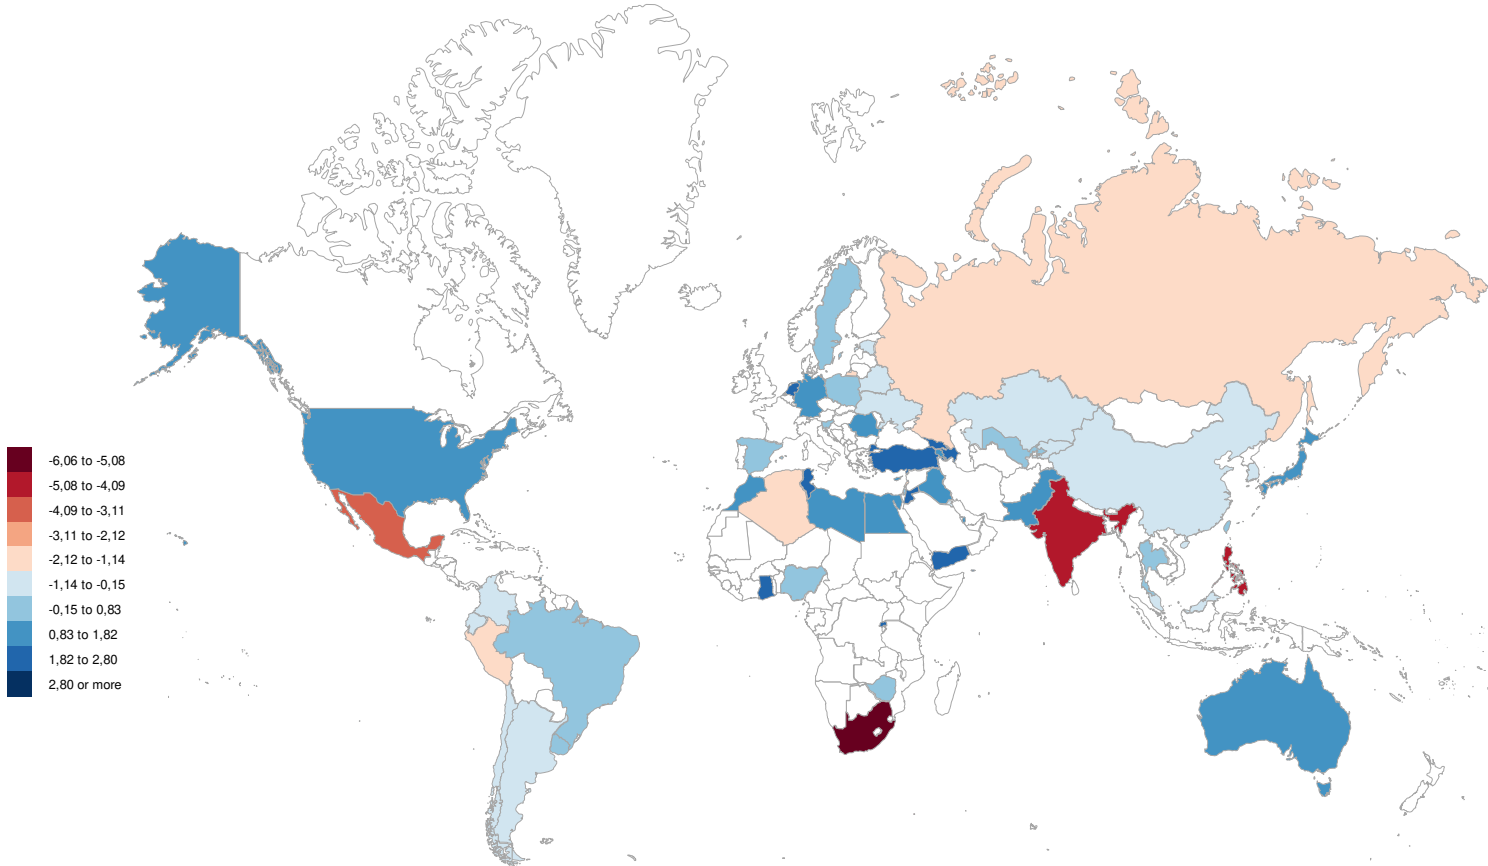 -6,06 to -5,08
-5,08 to -4,09
-4,09 to -3,11
-3,11 to -2,12
-2,12 to -1,14
-1,14 to -0,15
-0,15 to 0,83
0,83 to 1,82
1,82 to 2,80
2,80 or more